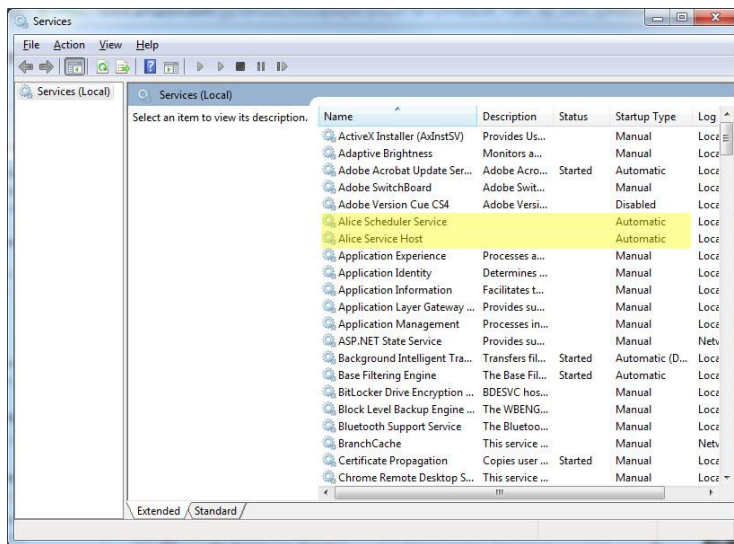 Services
File Action View Help
Services (Local)
Services (Local)
Select an item to view its description.
Name Description Status Startup Type Log
ActiveX Installer (AxInstSV) Provides Us... Manual Loca
Adaptive Brightness Monitors a... Manual Loca
Adobe Acrobat Update Ser... Adobe Acro... Started Automatic Loca
Adobe SwitchBoard Adobe Swit... Manual Loca
Adobe Version Cue CS4 Adobe Versi... Disabled Loca
Alice Scheduler Service Automatic Loca
Alice Service Host Automatic Loca
Application Experience Processes a... Manual Loca
Application Identity Determines ... Manual Loca
Application Information Facilitates t... Manual Loca
Application Layer Gateway ... Provides su... Manual Loca
Application Management Processes in... Manual Loca
ASP.NET State Service Provides su... Manual Netw
Background Intelligent Tra... Transfers fil... Started Automatic (D... Loca
Base Filtering Engine The Base Fil... Started Automatic Loca
BitLocker Drive Encryption ... BDESVC hos... Manual Loca
Block Level Backup Engine ... The WBENG... Manual Loca
Bluetooth Support Service The Bluetoo... Manual Loca
BranchCache This service ... Manual Netw
Certificate Propagation Copies user ... Started Manual Loca
Chrome Remote Desktop S... This service ... Manual Loca
Extended Standard